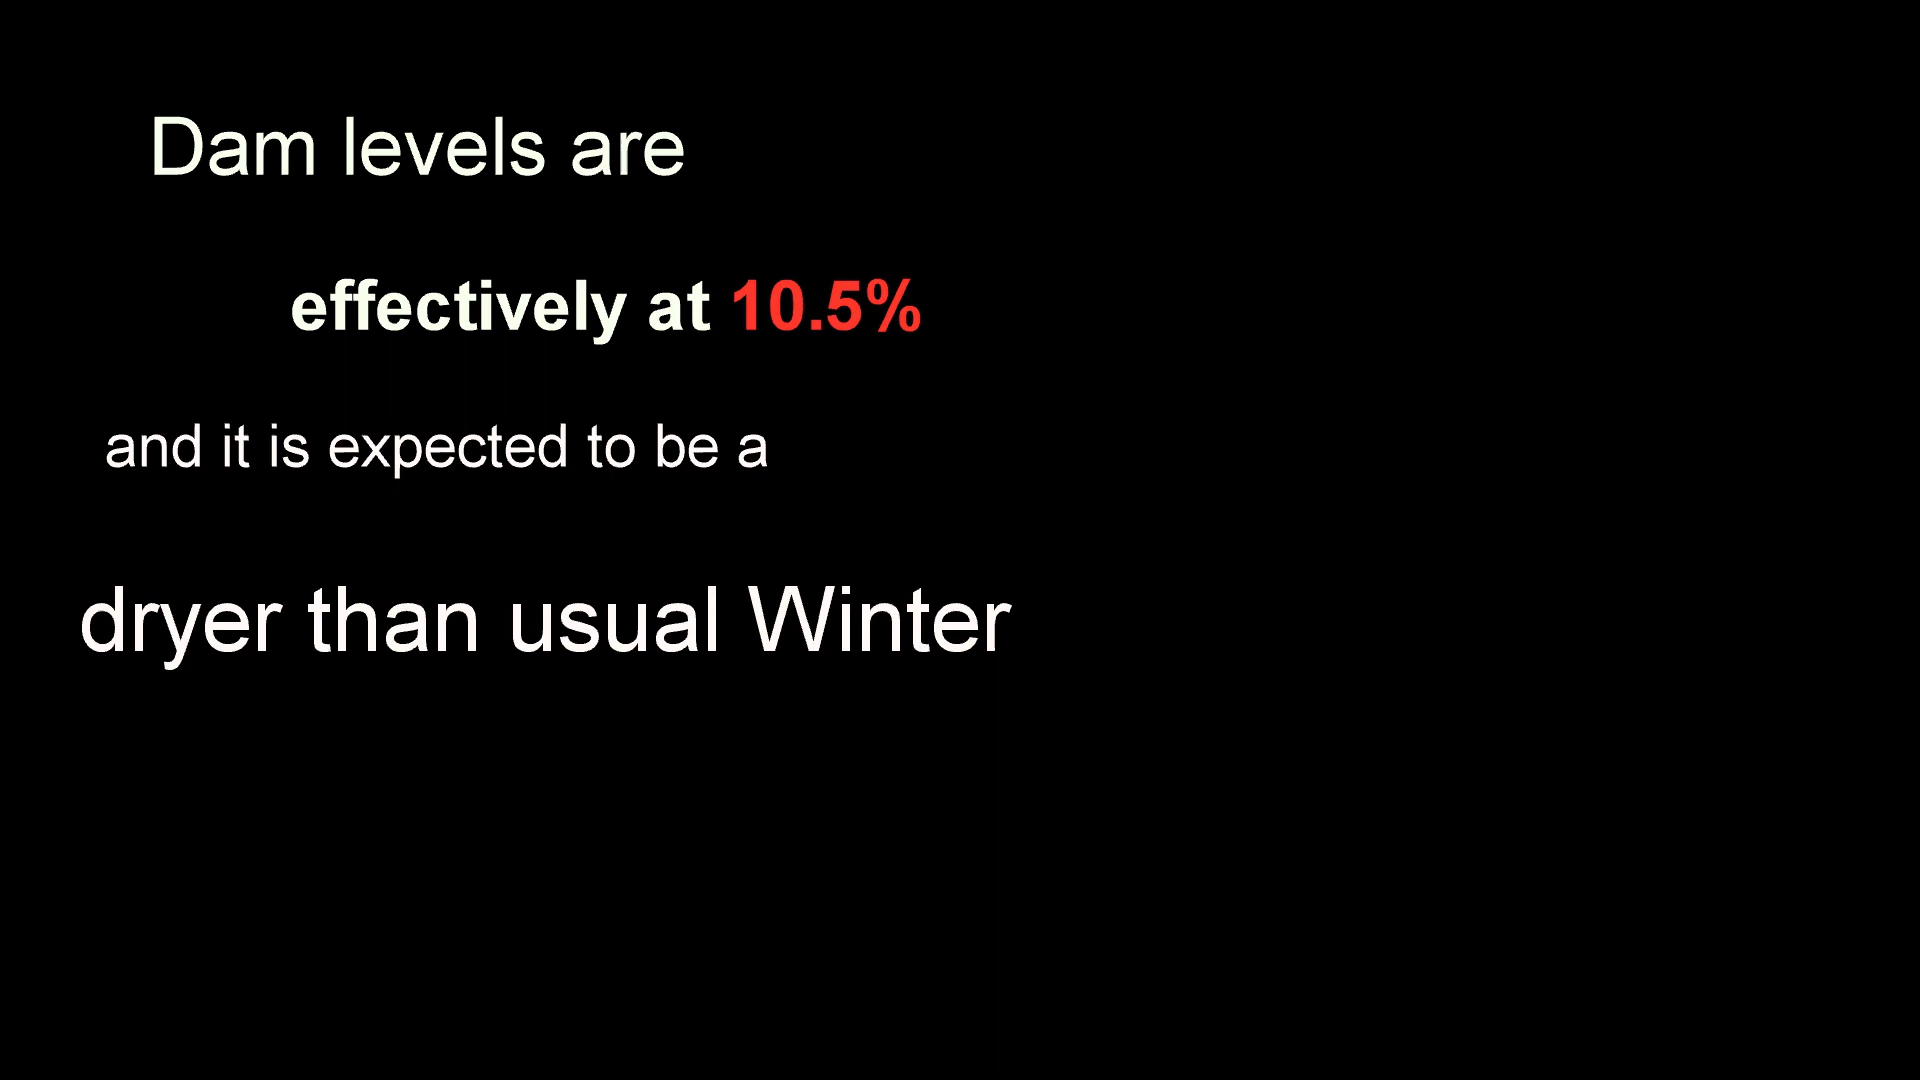 Dam levels are
effectively at 10.5%
and it is expected to be a
dryer than usual Winter